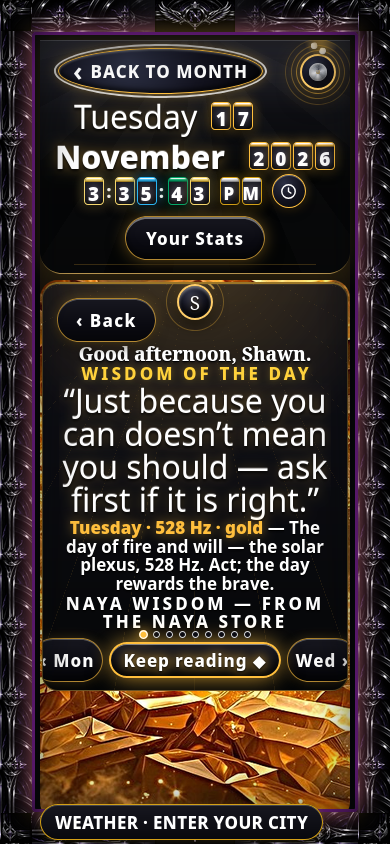 ‹ BACK TO MONTH
Tuesday 17
November 2026
3:35:43 PM
Your Stats
S
‹ Back
Good afternoon, Shawn.
WISDOM OF THE DAY
“Just because you
can doesn’t mean
you should — ask
first if it is right.”
Tuesday · 528 Hz · gold — The
day of fire and will — the solar
plexus, 528 Hz. Act; the day
rewards the brave.
NAYA WISDOM — FROM
THE NAYA STORE
‹ Mon Keep reading ◆ Wed ›
WEATHER · ENTER YOUR CITY